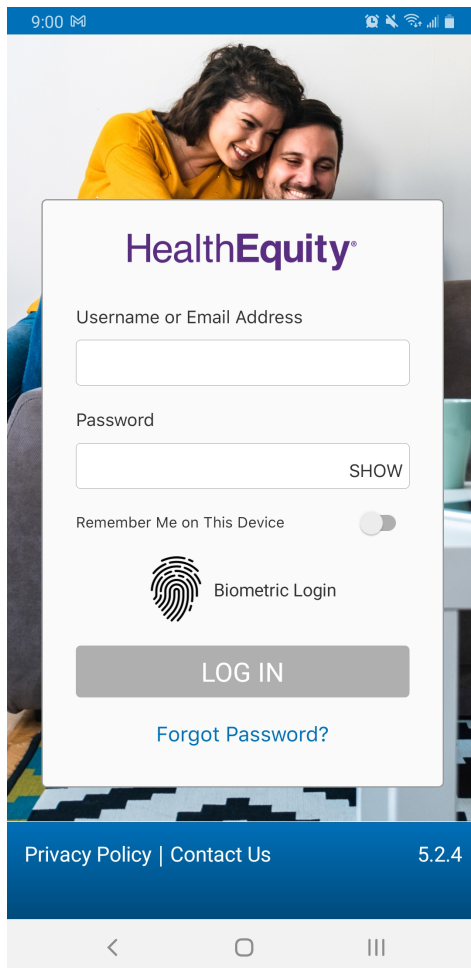 9:00
HealthEquity®
Username or Email Address
Password
SHOW
Remember Me on This Device
Biometric Login
LOG IN
Forgot Password?
Privacy Policy | Contact Us 5.2.4